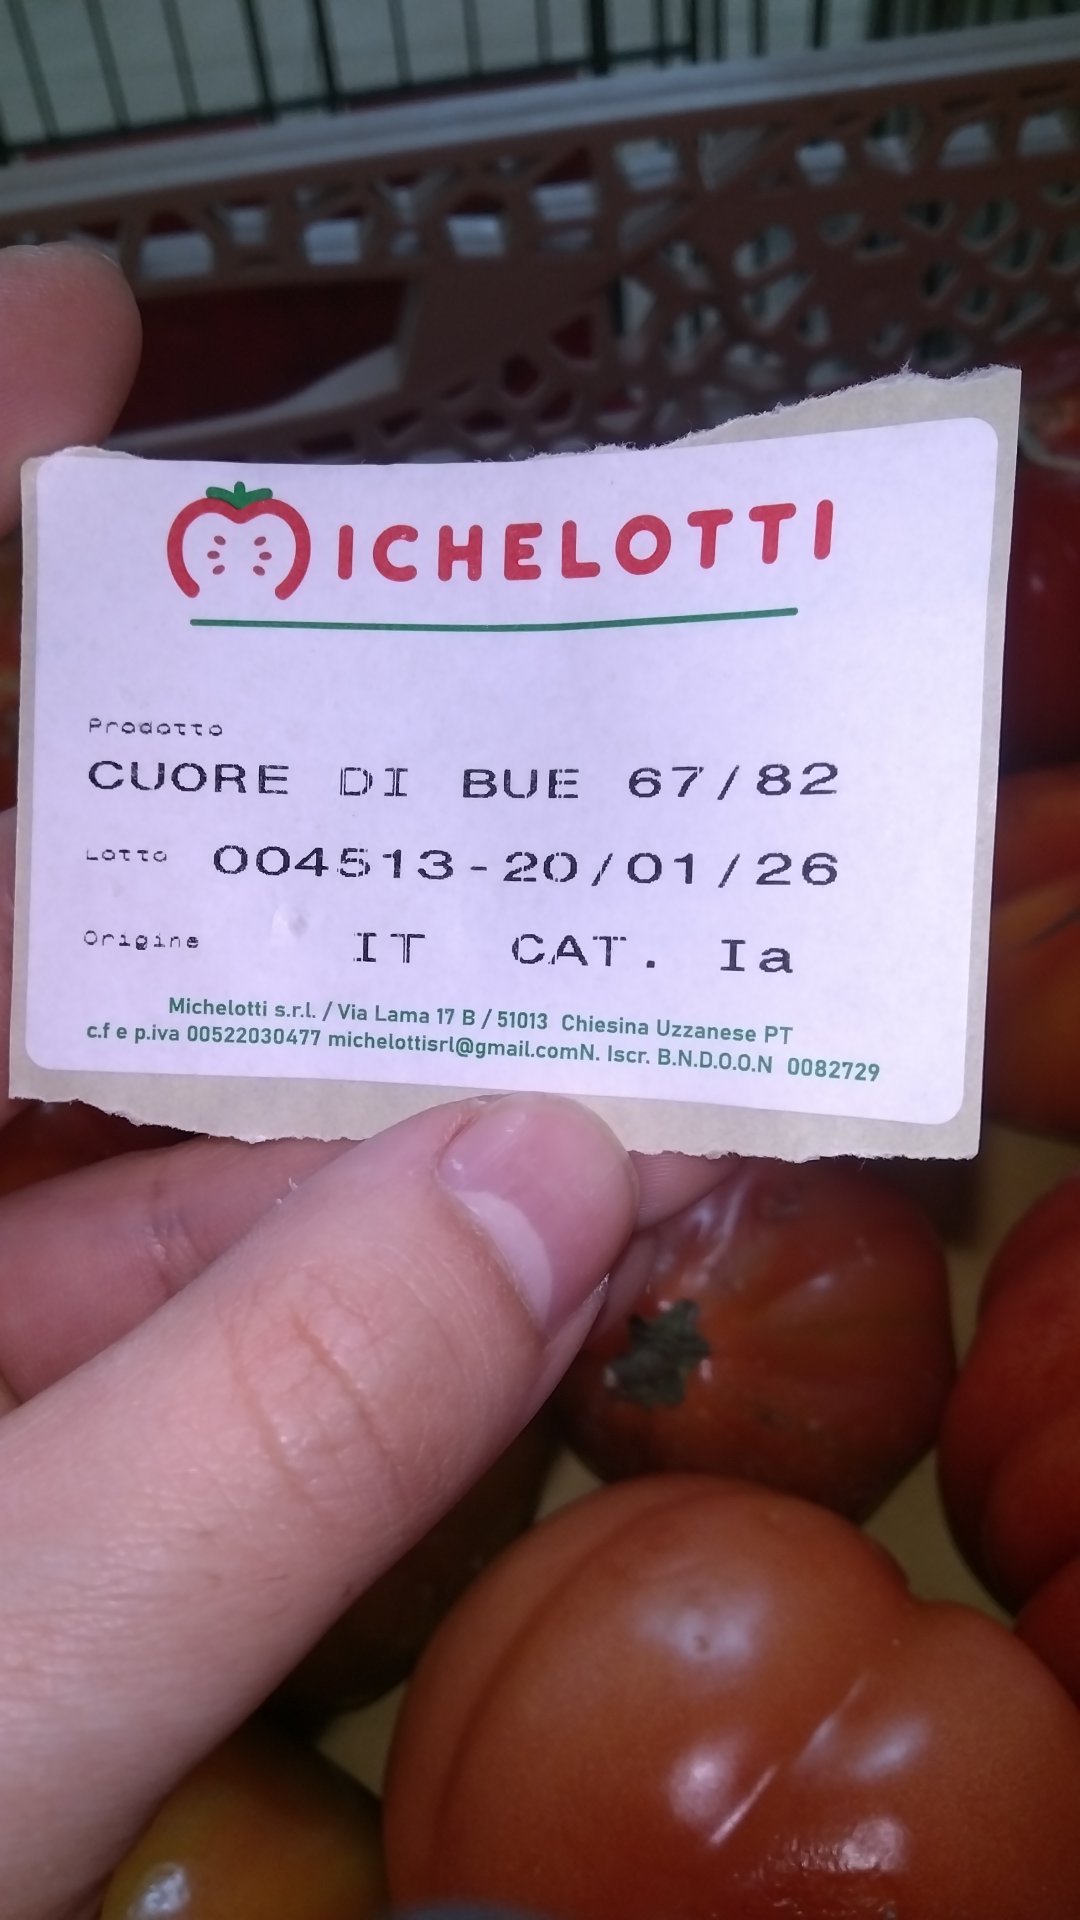 MICHELOTTI
Prodotto
CUORE DI BUE 67/82
Lotto 004513-20/01/26
Origine IT CAT. Ia
Michelotti s.r.l. / Via Lama 17 B / 51013 Chiesina Uzzanese PT
c.f e p.iva 00522030477 michelottisrl@gmail.comN. Iscr. B.N.D.O.O.N 0082729